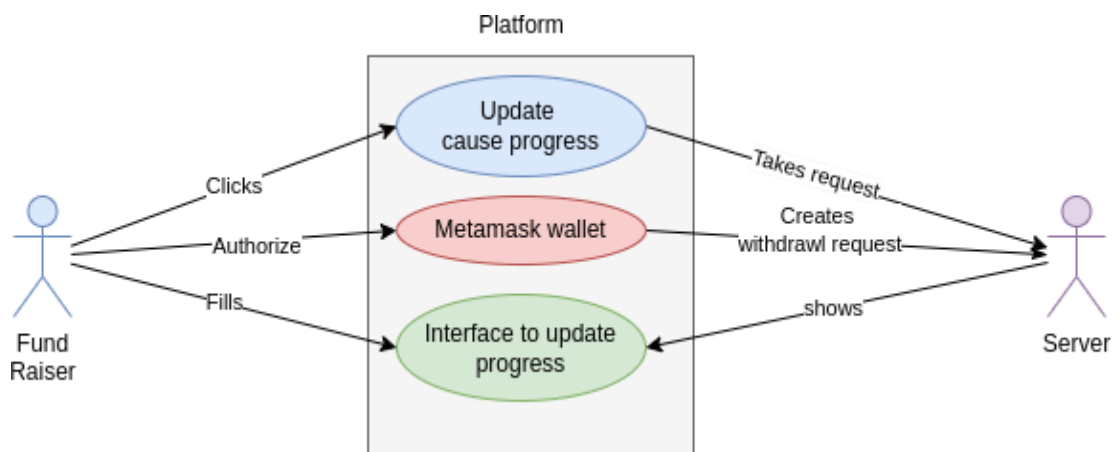 Platform
Update
cause progress
Clicks
Takes request
Metamask wallet
Authorize
Creates
withdrawl request
Fills
Interface to update
progress
shows
Fund
Raiser
Server